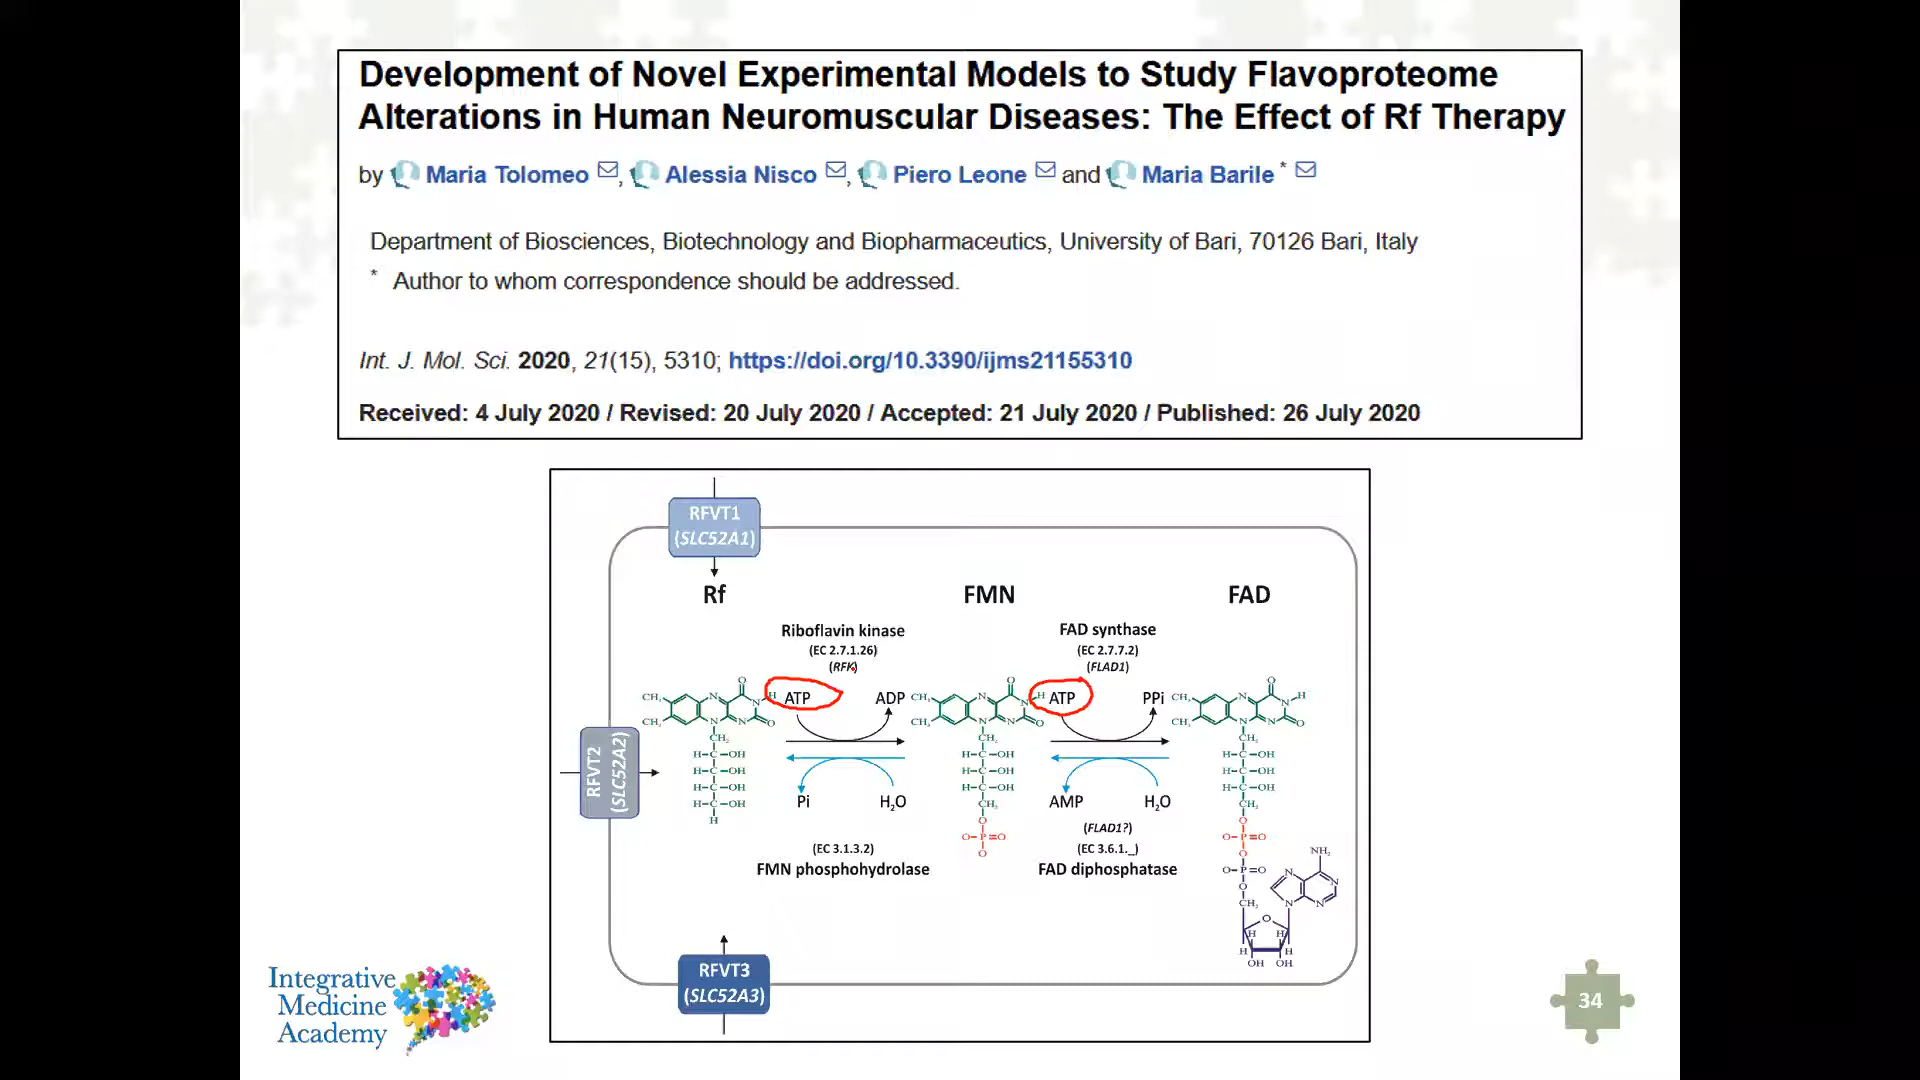 Development of Novel Experimental Models to Study Flavoproteome
Alterations in Human Neuromuscular Diseases: The Effect of Rf Therapy
by Maria Tolomeo, Alessia Nisco, Piero Leone and Maria Barile *
Department of Biosciences, Biotechnology and Biopharmaceutics, University of Bari, 70126 Bari, Italy
* Author to whom correspondence should be addressed.
Int. J. Mol. Sci. 2020, 21(15), 5310; https://doi.org/10.3390/ijms21155310
Received: 4 July 2020 / Revised: 20 July 2020 / Accepted: 21 July 2020 / Published: 26 July 2020
RFVT1
(SLC52A1)
Rf
FMN
FAD
Riboflavin kinase
(EC 2.7.1.26)
(RFK)
FAD synthase
(EC 2.7.7.2)
(FLAD1)
ATP
ADP
ATP
PPi
RFVT2
(SLC52A2)
Pi
H₂O
AMP
H₂O
(EC 3.1.3.2)
FMN phosphohydrolase
(FLAD1?)
(EC 3.6.1._)
FAD diphosphatase
RFVT3
(SLC52A3)
Integrative
Medicine
Academy
34